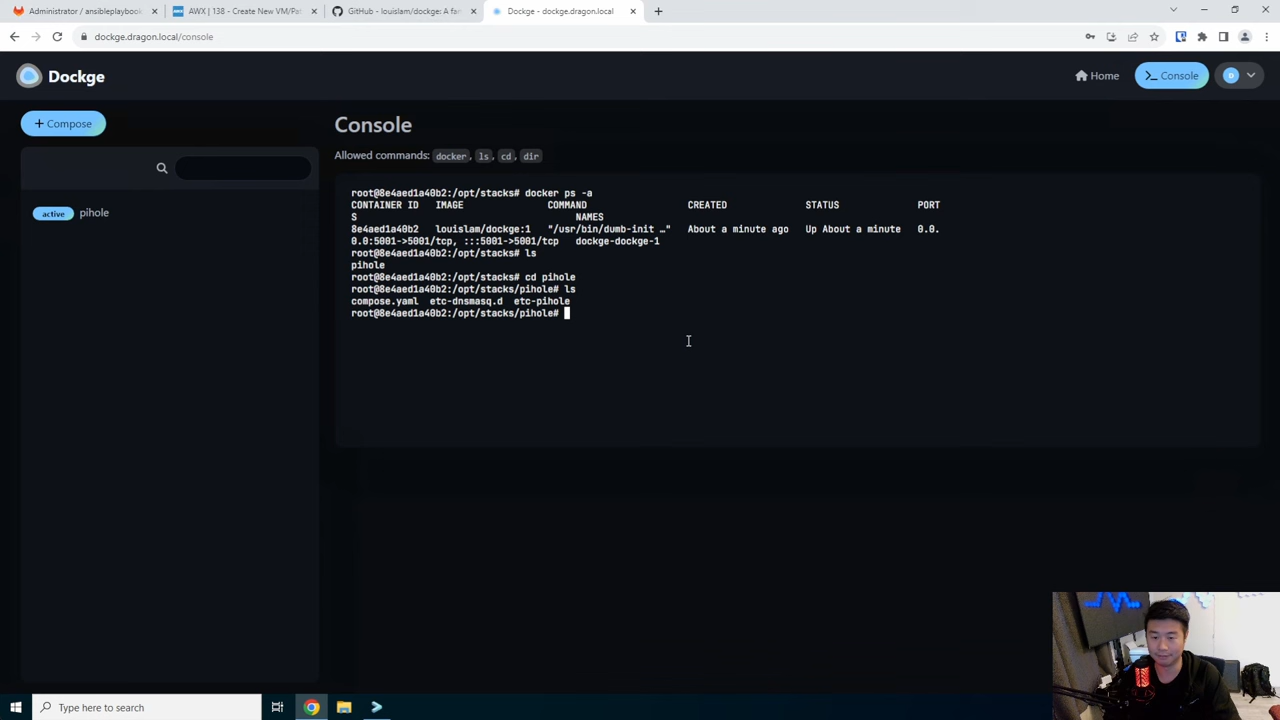 Administrator / ansibleplaybook
AWX | 138 - Create New VM/Pat
GitHub - louislam/dockge: A fan
Dockge - dockge.dragon.local
dockge.dragon.local/console
Dockge
Home
Console
D
+ Compose
Console
Allowed commands: docker, ls, cd, dir
active pihole
root@8e4aed1a40b2:/opt/stacks# docker ps -a
CONTAINER ID IMAGE COMMAND CREATED STATUS PORT
S NAMES
8e4aed1a40b2 louislam/dockge:1 "/usr/bin/dumb-init …" About a minute ago Up About a minute 0.0.
0.0:5001->5001/tcp, :::5001->5001/tcp dockge-dockge-1
root@8e4aed1a40b2:/opt/stacks# ls
pihole
root@8e4aed1a40b2:/opt/stacks# cd pihole
root@8e4aed1a40b2:/opt/stacks/pihole# ls
compose.yaml etc-dnsmasq.d etc-pihole
root@8e4aed1a40b2:/opt/stacks/pihole#
Type here to search